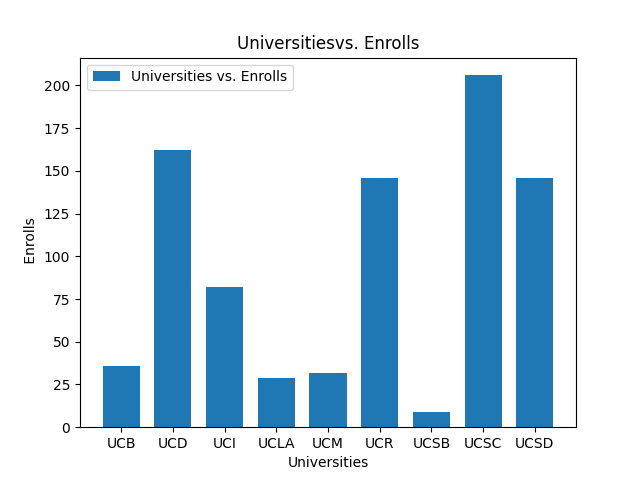 Universitiesvs. Enrolls
Universities vs. Enrolls
200
175
150
125
100
75
50
25
0
Enrolls
UCB UCD UCI UCLA UCM UCR UCSB UCSC UCSD
Universities